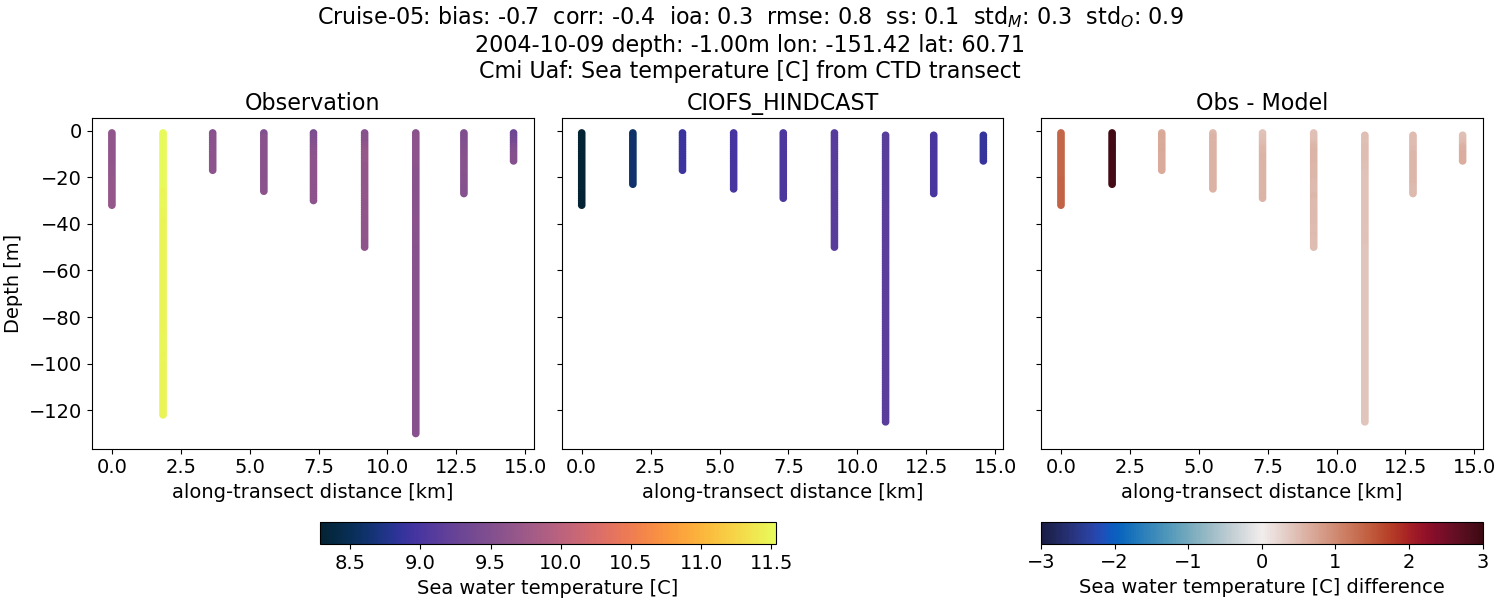 Cruise-05: bias: -0.7  corr: -0.4  ioa: 0.3  rmse: 0.8  ss: 0.1  std_M: 0.3  std_O: 0.9
2004-10-09 depth: -1.00m lon: -151.42 lat: 60.71
Cmi Uaf: Sea temperature [C] from CTD transect
Observation
CIOFS_HINDCAST
Obs - Model
Depth [m]
0
−20
−40
−60
−80
−100
−120
0.0 2.5 5.0 7.5 10.0 12.5 15.0
0.0 2.5 5.0 7.5 10.0 12.5 15.0
0.0 2.5 5.0 7.5 10.0 12.5 15.0
along-transect distance [km]
along-transect distance [km]
along-transect distance [km]
8.5 9.0 9.5 10.0 10.5 11.0 11.5
Sea water temperature [C]
−3 −2 −1 0 1 2 3
Sea water temperature [C] difference